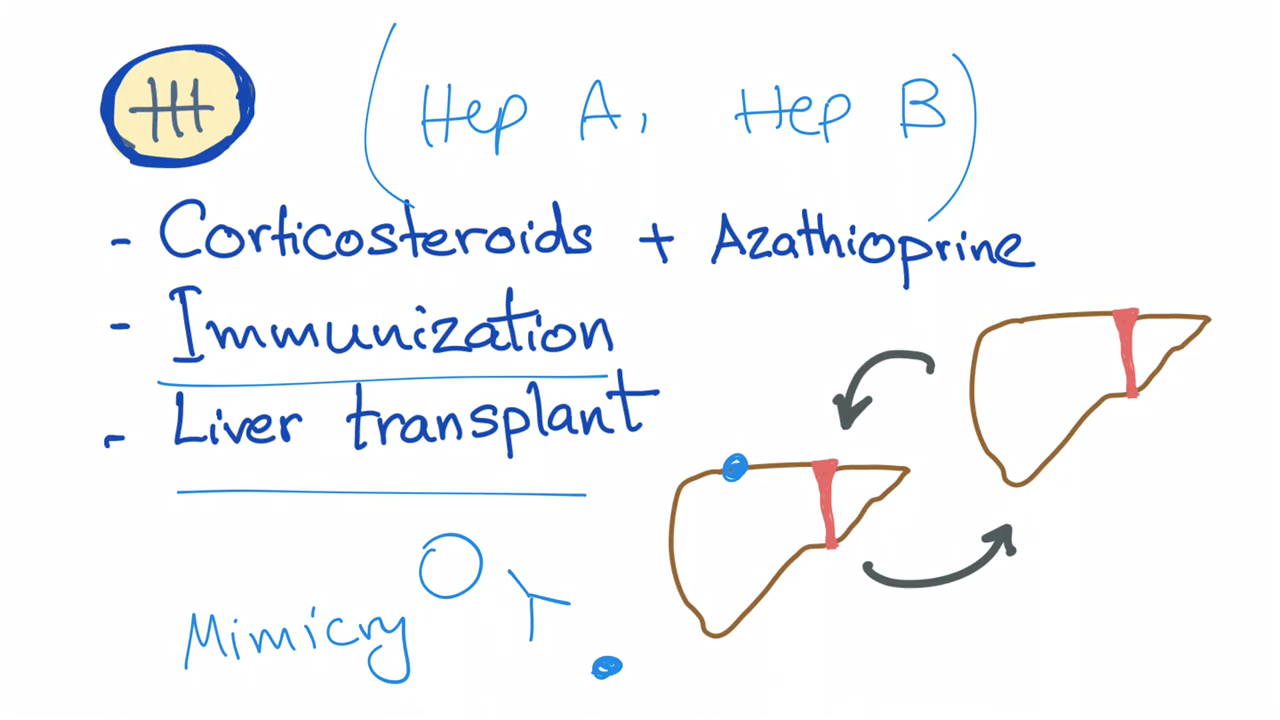 (Hep A, Hep B)
- Corticosteroids + Azathioprine
- Immunization
- Liver transplant
Mimicry